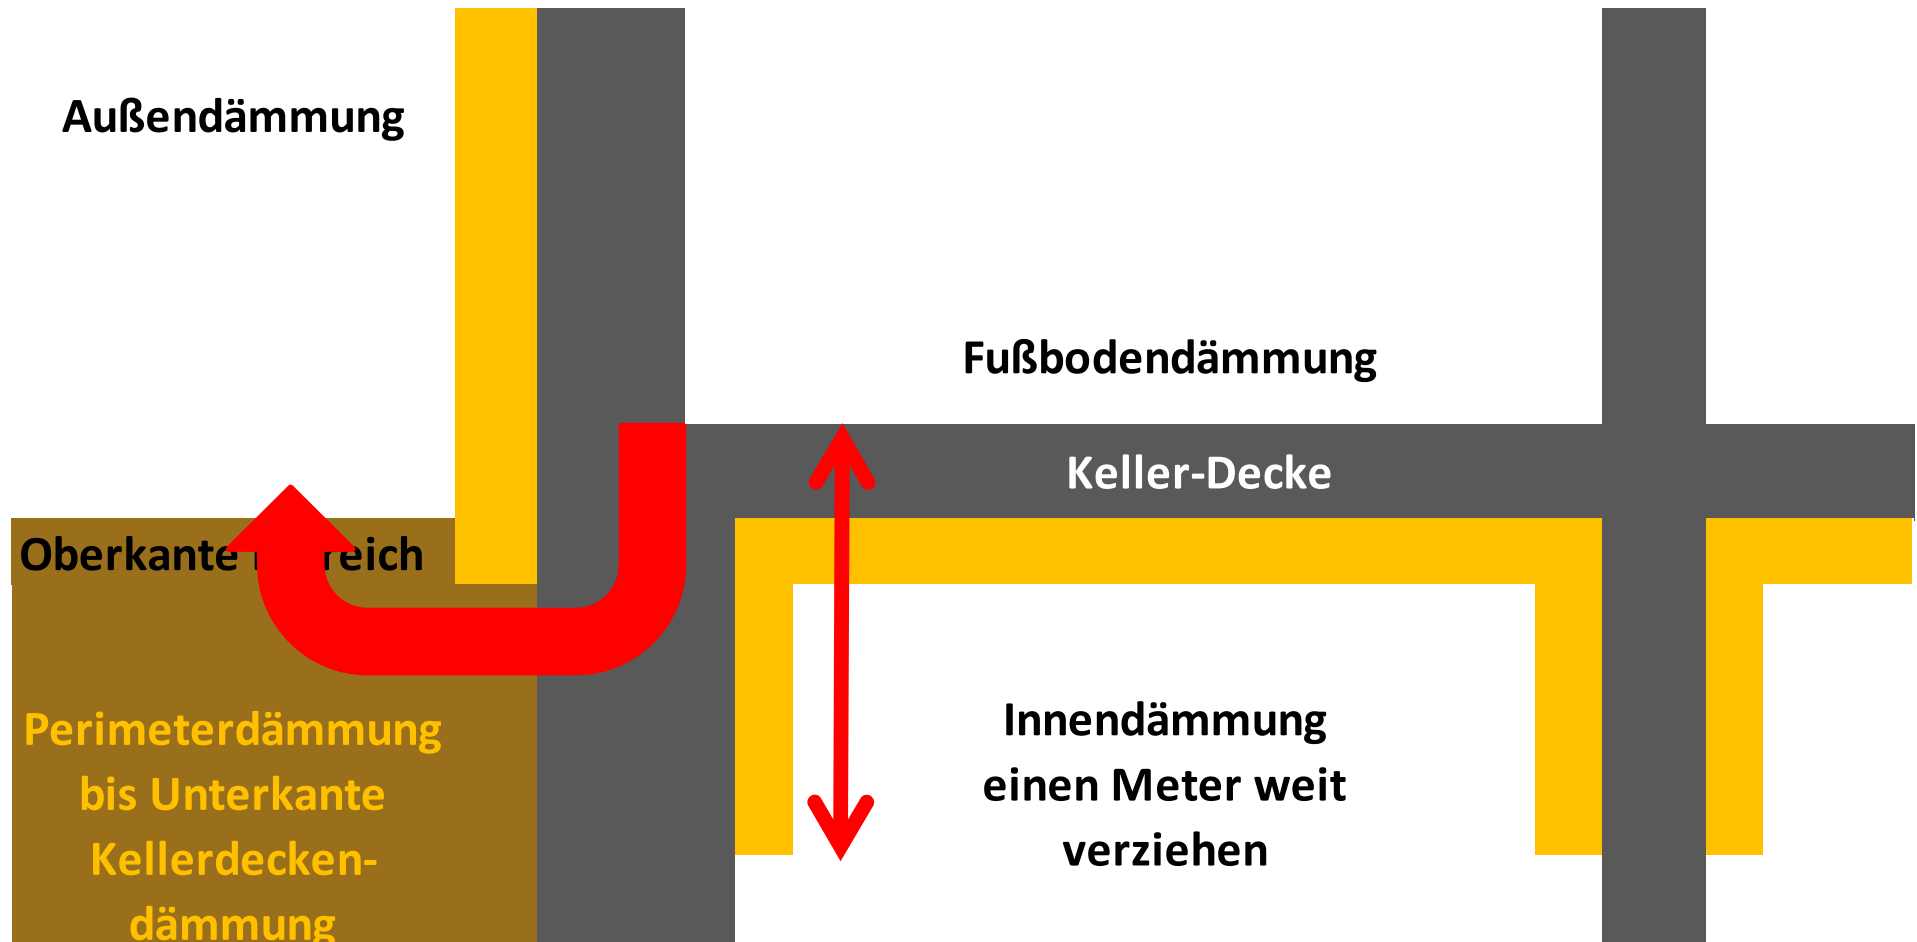 Außendämmung
Fußbodendämmung
Keller-Decke
Oberkante reich
Perimeterdämmung
bis Unterkante
Kellerdecken-
dämmung
Innendämmung
einen Meter weit
verziehen